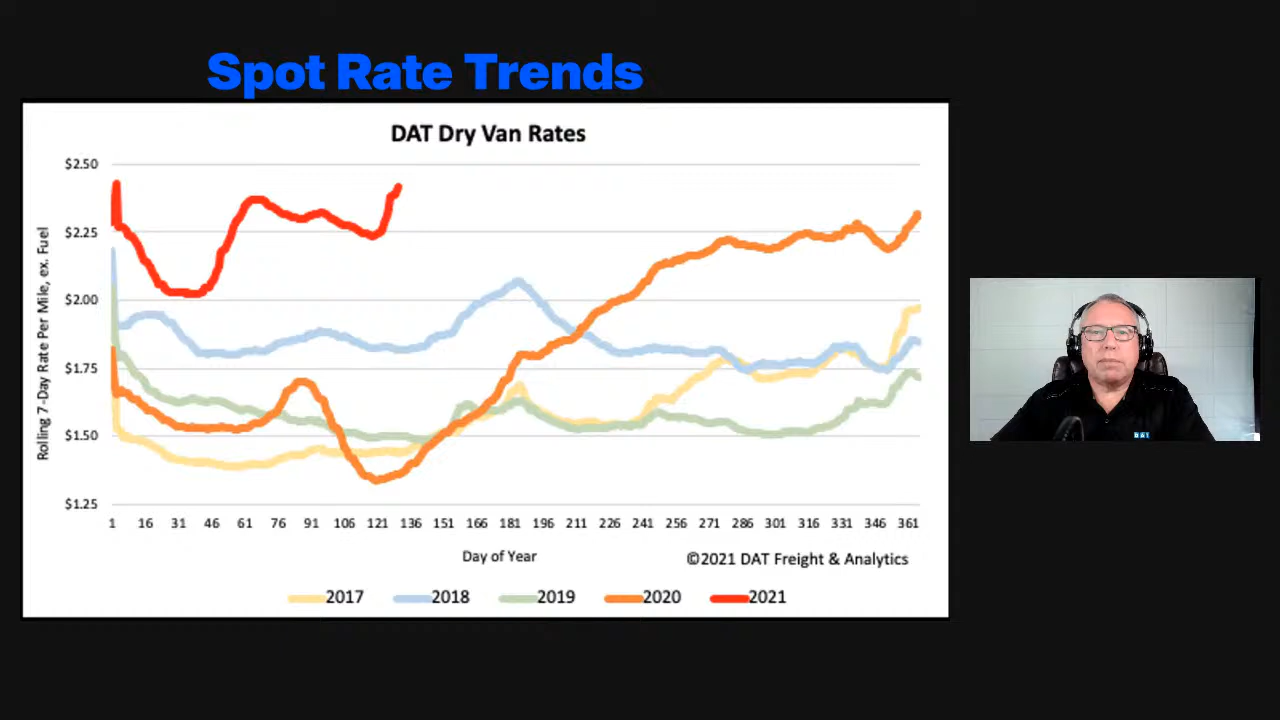 Spot Rate Trends
DAT Dry Van Rates
$2.50
$2.25
$2.00
$1.75
$1.50
$1.25
Rolling 7-Day Rate Per Mile, ex. Fuel
1 16 31 46 61 76 91 106 121 136 151 166 181 196 211 226 241 256 271 286 301 316 331 346 361
Day of Year
©2021 DAT Freight & Analytics
2017 2018 2019 2020 2021
DAT